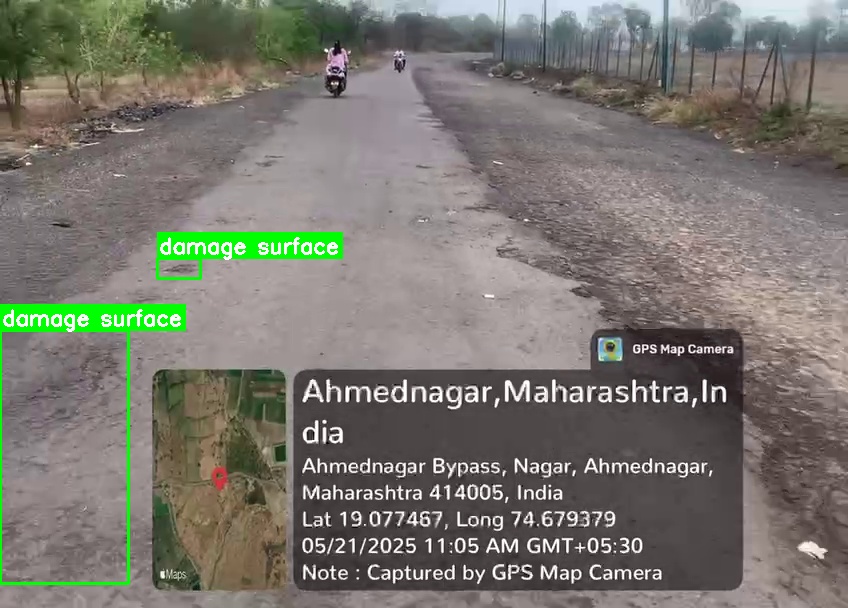 damage surface
damage surface
GPS Map Camera
Ahmednagar,Maharashtra,In
dia
Ahmednagar Bypass, Nagar, Ahmednagar,
Maharashtra 414005, India
Lat 19.077467, Long 74.679379
05/21/2025 11:05 AM GMT+05:30
Note : Captured by GPS Map Camera
Maps